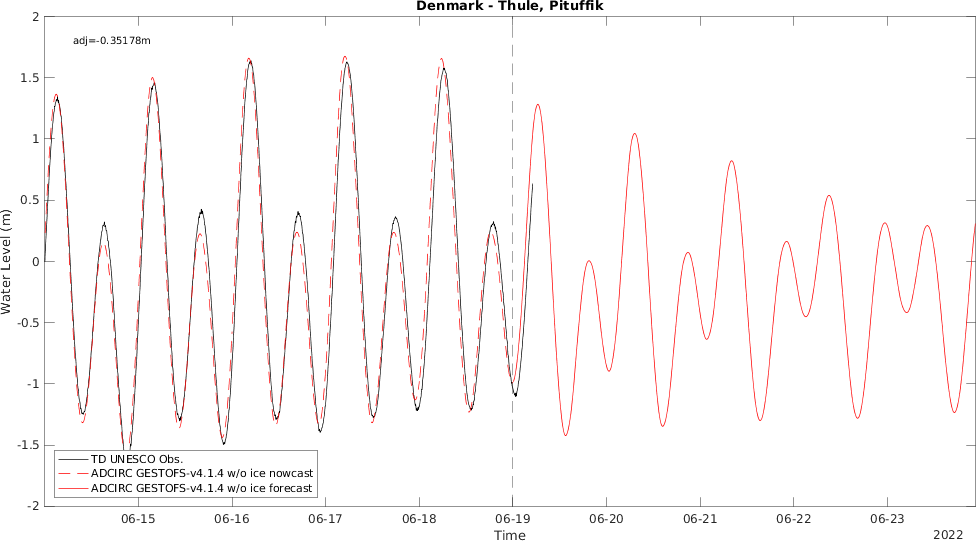 Denmark - Thule, Pituffik
adj=-0.35178m
Water Level (m)
2
1.5
1
0.5
0
-0.5
-1
-1.5
-2
TD UNESCO Obs.
ADCIRC GESTOFS-v4.1.4 w/o ice nowcast
ADCIRC GESTOFS-v4.1.4 w/o ice forecast
06-15 06-16 06-17 06-18 06-19 06-20 06-21 06-22 06-23
Time
2022